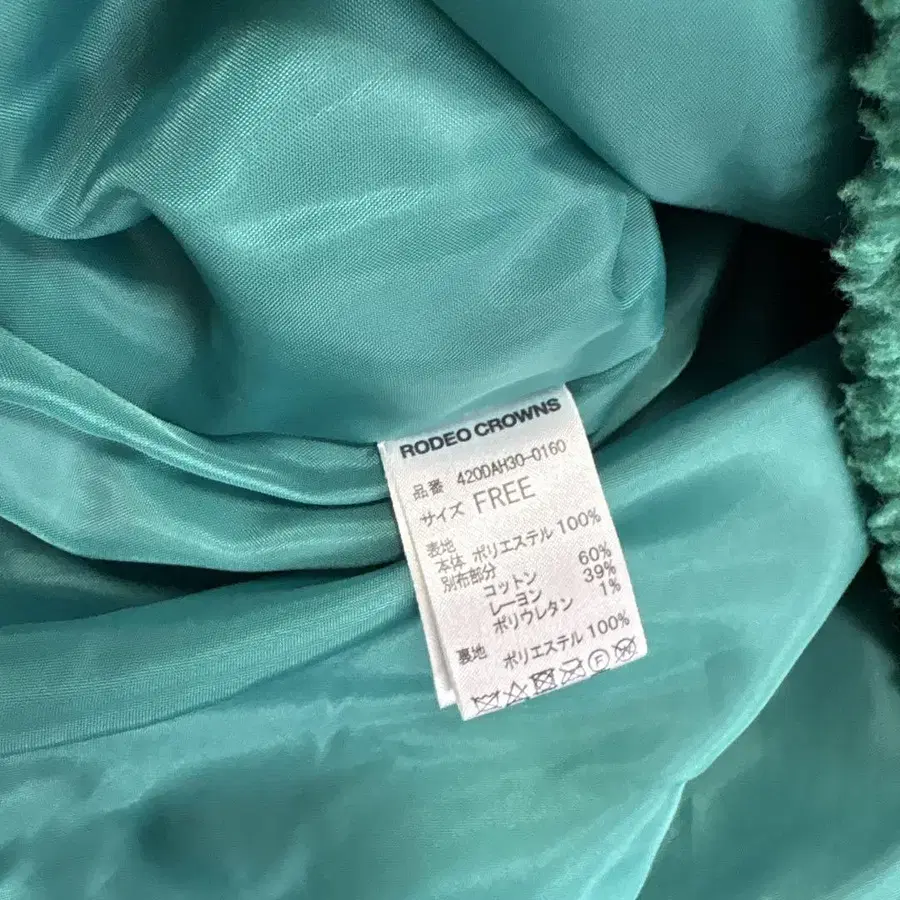 RODEO CROWNS
品番 420DAH30-0160
サイズ FREE
表地
本体 ポリエステル 100%
別布部分
コットン 60%
レーヨン 39%
ポリウレタン 1%
裏地 ポリエステル 100%
F